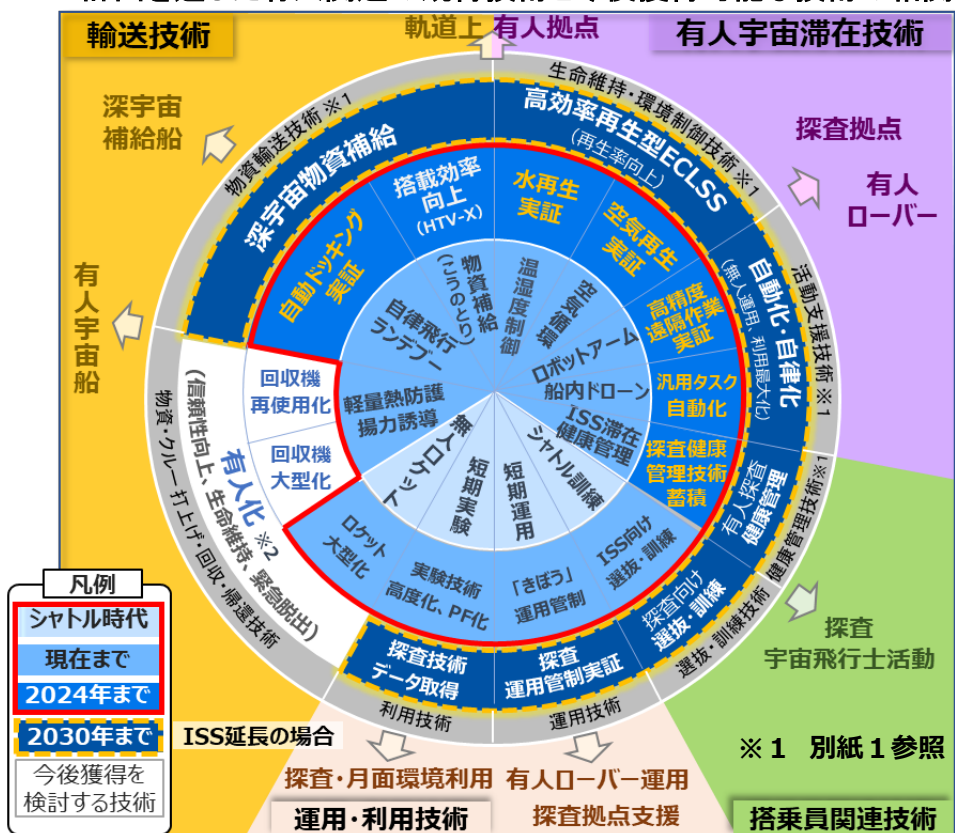 輸送技術
軌道上
有人拠点
有人宇宙滞在技術
深宇宙
補給船
探査拠点
有人
ローバー
有人宇宙船
物資輸送技術※1
生命維持・環境制御技術※1
活動支援技術※1
健康管理技術※1
選抜・訓練技術
運用技術
利用技術
物資・クルー打上げ・回収・帰還技術
深宇宙物資補給
高効率再生型ECLSS
(再生率向上)
自動化・自律化
(無人運用、利用最大化)
有人探査
健康管理
探査向け
選抜・訓練
探査
運用管制実証
探査技術
データ取得
有人化※2
(信頼性向上、生命維持、緊急脱出)
自動ドッキング
実証
搭載効率
向上
(HTV-X)
水再生
実証
空気再生
実証
高精度
遠隔作業
実証
汎用タスク
自動化
探査健康
管理技術
蓄積
ISS向け
選抜・訓練
「きぼう」
運用管制
実験技術
高度化、PF化
ロケット
大型化
回収機
大型化
回収機
再使用化
物資補給
(こうのとり)
温湿度制御
空気循環
ロボットアーム
船内ドローン
ISS滞在
健康管理
シャトル訓練
短期運用
短期実験
無人ロケット
軽量熱防護
揚力誘導
自律飛行
ランデブー
凡例
シャトル時代
現在まで
2024年まで
2030年まで
ISS延長の場合
今後獲得を
検討する技術
探査・月面環境利用
運用・利用技術
有人ローバー運用
探査拠点支援
探査
宇宙飛行士活動
※1 別紙1参照
搭乗員関連技術